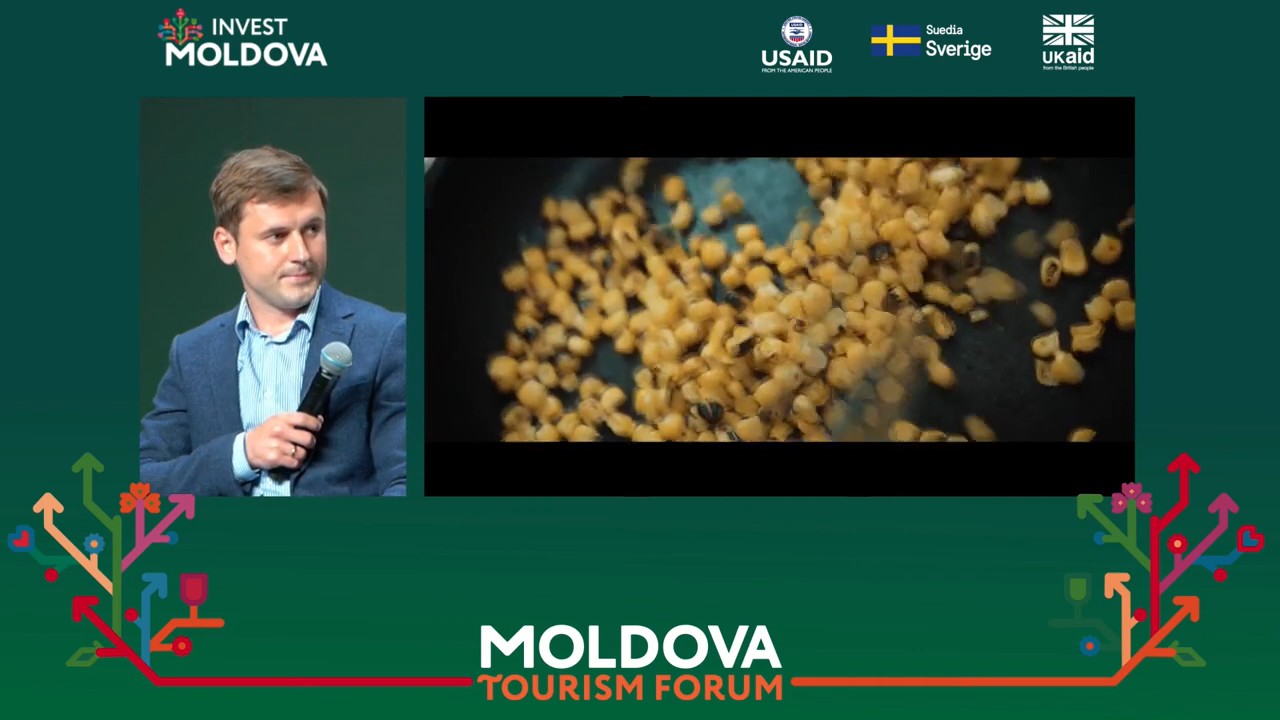 INVEST
MOLDOVA
USAID
FROM THE AMERICAN PEOPLE
Suedia
Sverige
UKaid
from the British people
MOLDOVA
TOURISM FORUM